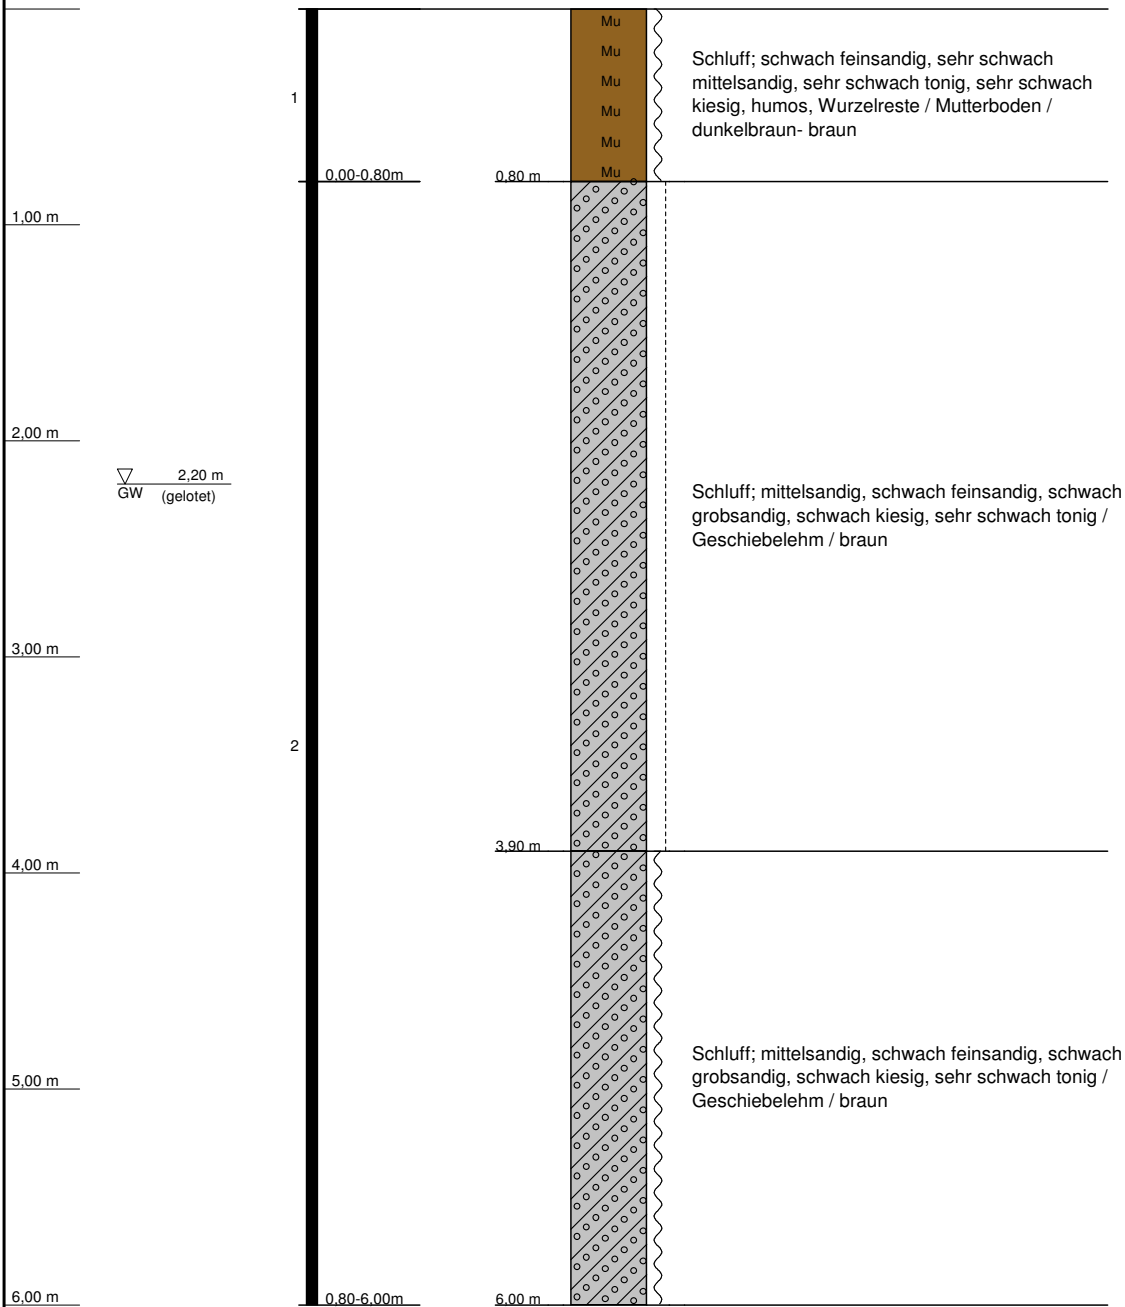 Mu
Mu
Mu
Mu
Mu
Mu
Schluff; schwach feinsandig, sehr schwach
mittelsandig, sehr schwach tonig, sehr schwach
kiesig, humos, Wurzelreste / Mutterboden /
dunkelbraun- braun
1
0,00-0,80m
0,80 m
1,00 m
2,00 m
2,20 m
GW (gelotet)
Schluff; mittelsandig, schwach feinsandig, schwach
grobsandig, schwach kiesig, sehr schwach tonig /
Geschiebelehm / braun
3,00 m
2
3,90 m
4,00 m
Schluff; mittelsandig, schwach feinsandig, schwach
grobsandig, schwach kiesig, sehr schwach tonig /
Geschiebelehm / braun
5,00 m
6,00 m
0,80-6,00m
6,00 m